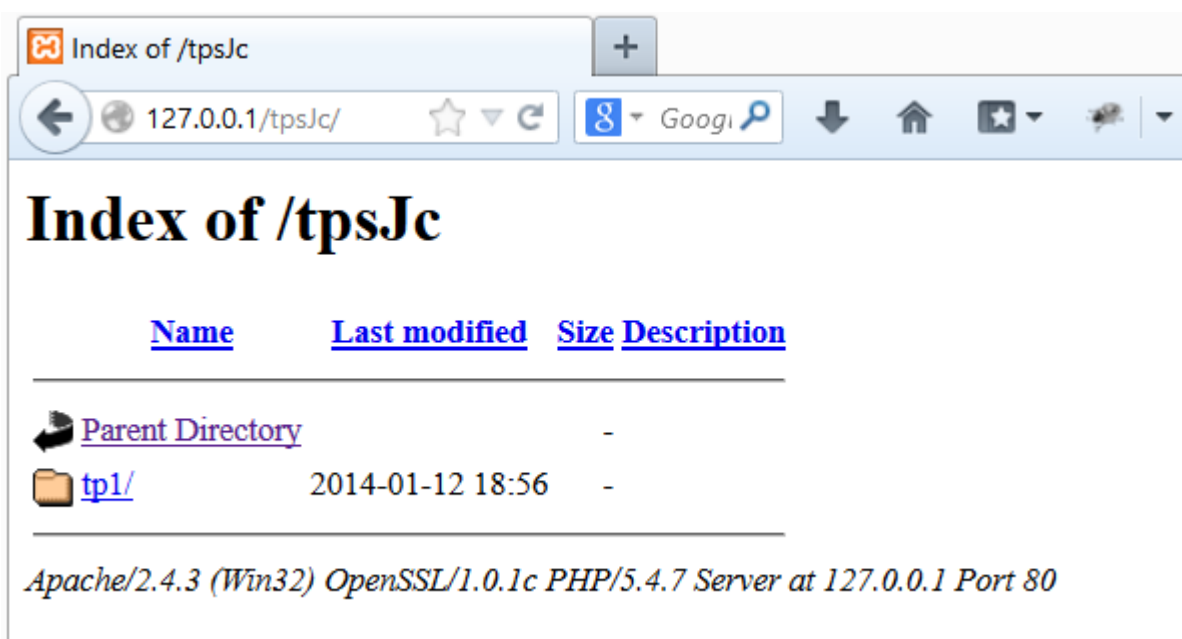 Index of /tpsJc
127.0.0.1/tpsJc/
8 Googl
Index of /tpsJc
Name Last modified Size Description
Parent Directory -
tp1/ 2014-01-12 18:56 -
Apache/2.4.3 (Win32) OpenSSL/1.0.1c PHP/5.4.7 Server at 127.0.0.1 Port 80